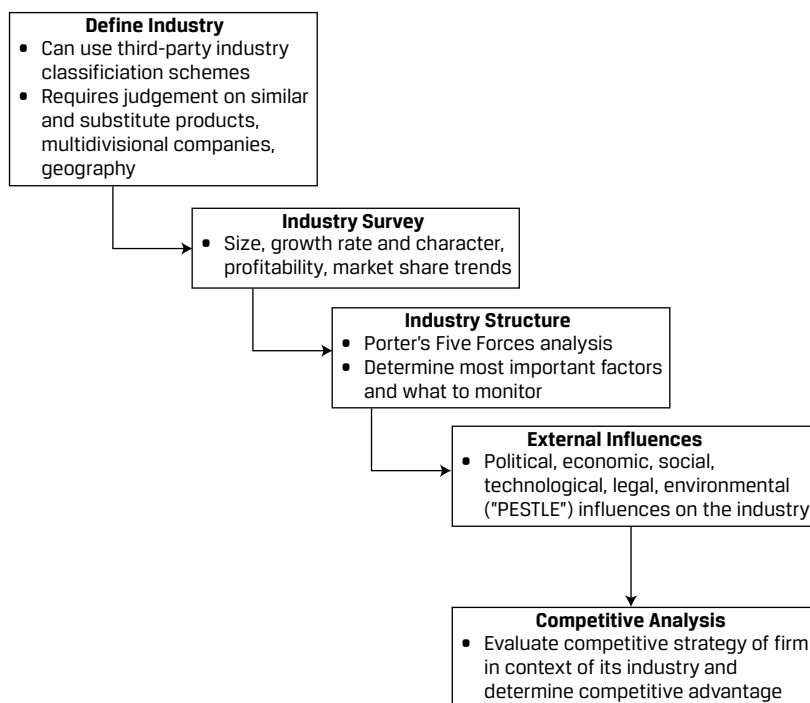 Define Industry
• Can use third-party industry
classificiation schemes
• Requires judgement on similar
and substitute products,
multidivisional companies,
geography
Industry Survey
• Size, growth rate and character,
profitability, market share trends
Industry Structure
• Porter's Five Forces analysis
• Determine most important factors
and what to monitor
External Influences
• Political, economic, social,
technological, legal, environmental
("PESTLE") influences on the industry
Competitive Analysis
• Evaluate competitive strategy of firm
in context of its industry and
determine competitive advantage